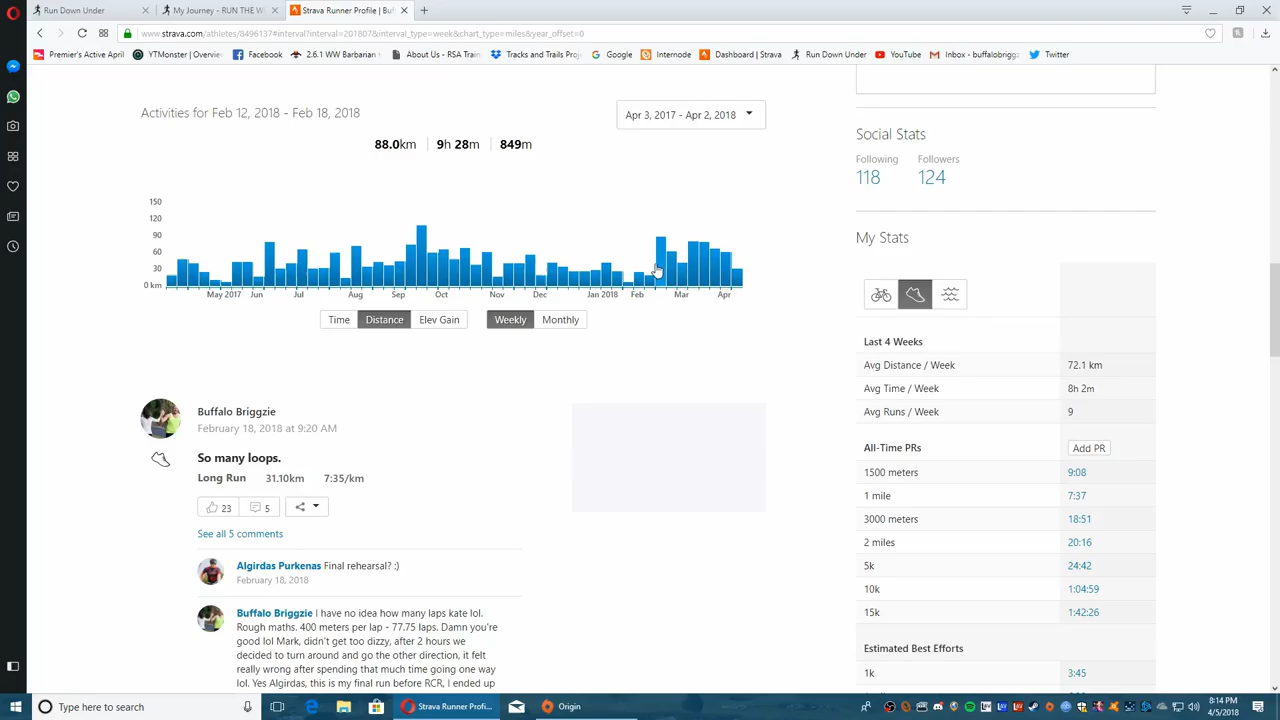 Run Down Under
My Journey - RUN THE W
Strava Runner Profile | Buf
www.strava.com/athletes/8496137#interval?interval=201807&interval_type=week&chart_type=miles&year_offset=0
Premier's Active April
YTMonster | Overvie
Facebook
2.6.1 WW Barbarian
About Us - RSA Train
Tracks and Trails Proj
Google
Internode
Dashboard | Strava
Run Down Under
YouTube
Inbox - buffalobriggz
Twitter
Activities for Feb 12, 2018 - Feb 18, 2018
Apr 3, 2017 - Apr 2, 2018
88.0km 9h 28m 849m
150
120
90
60
30
0 km
May 2017 Jun Jul Aug Sep Oct Nov Dec Jan 2018 Feb Mar Apr
Time Distance Elev Gain Weekly Monthly
Buffalo Briggzie
February 18, 2018 at 9:20 AM
So many loops.
Long Run 31.10km 7:35/km
23 5
See all 5 comments
Algirdas Purkenas Final rehearsal? :)
February 18, 2018
Buffalo Briggzie I have no idea how many laps kate lol.
Rough maths. 400 meters per lap - 77.75 laps. Damn you're
good lol Mark, didn't get too dizzy, after 2 hours we
decided to turn around and go the other direction, it felt
really wrong after spending that much time going one way
lol. Yes Algirdas, this is my final run before RCR, I ended up
Social Stats
Following Followers
118 124
My Stats
Last 4 Weeks
Avg Distance / Week 72.1 km
Avg Time / Week 8h 2m
Avg Runs / Week 9
All-Time PRs Add PR
1500 meters 9:08
1 mile 7:37
3000 meters 18:51
2 miles 20:16
5k 24:42
10k 1:04:59
15k 1:42:26
Estimated Best Efforts
1k 3:45
Type here to search
Strava Runner Profi...
Origin
8:14 PM
4/5/2018